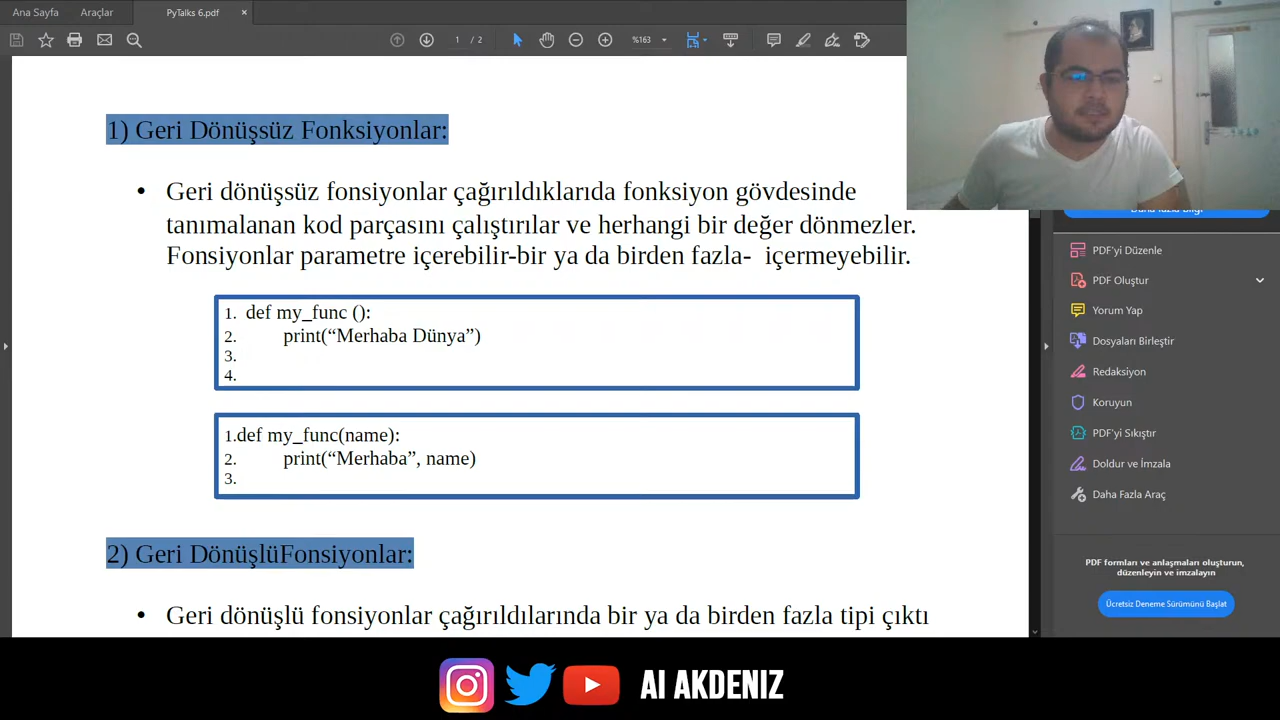 Ana Sayfa
Araçlar
PyTalks 6.pdf
×
1 / 2
%163
1) Geri Dönüşsüz Fonksiyonlar:
• Geri dönüşsüz fonsiyonlar çağırıldıklarıda fonksiyon gövdesinde
tanımalanan kod parçasını çalıştırılar ve herhangi bir değer dönmezler.
Fonsiyonlar parametre içerebilir-bir ya da birden fazla- içermeyebilir.
1. def my_func ():
2. print(“Merhaba Dünya”)
3.
4.
1.def my_func(name):
2. print(“Merhaba”, name)
3.
2) Geri DönüşlüFonsiyonlar:
• Geri dönüşlü fonsiyonlar çağırıldılarında bir ya da birden fazla tipi çıktı
PDF'yi Düzenle
PDF Oluştur
Yorum Yap
Dosyaları Birleştir
Redaksiyon
Koruyun
PDF'yi Sıkıştır
Doldur ve İmzala
Daha Fazla Araç
PDF formları ve anlaşmaları oluşturun,
düzenleyin ve imzalayın
Ücretsiz Deneme Sürümünü Başlat
AI AKDENIZ